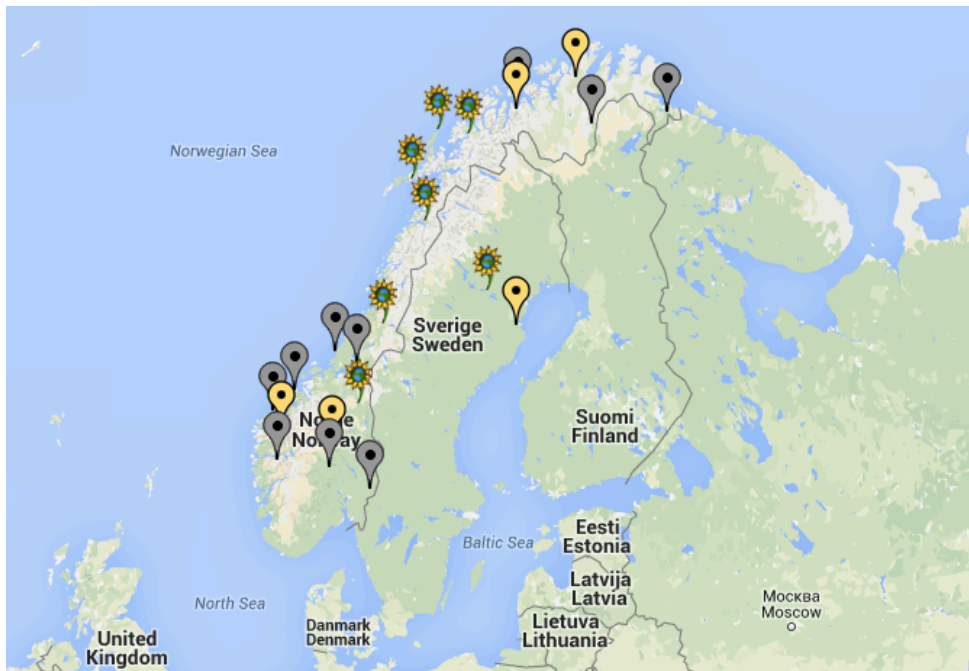 Norwegian Sea
Sverige
Sweden
Suomi
Finland
Eesti
Estonia
Baltic Sea
Latvija
Latvia
Москва
Moscow
North Sea
Danmark
Denmark
Lietuva
Lithuania
United
Kingdom